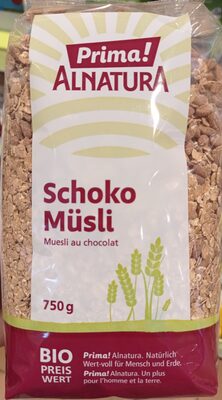 Prima!
ALNATURA
Schoko
Müsli
Muesli au chocolat
750 g
BIO
PREIS
WERT
Prima! Alnatura. Natürlich
Wert-voll für Mensch und Erde.
Prima! Alnatura. Un plus
pour l'homme et la terre.